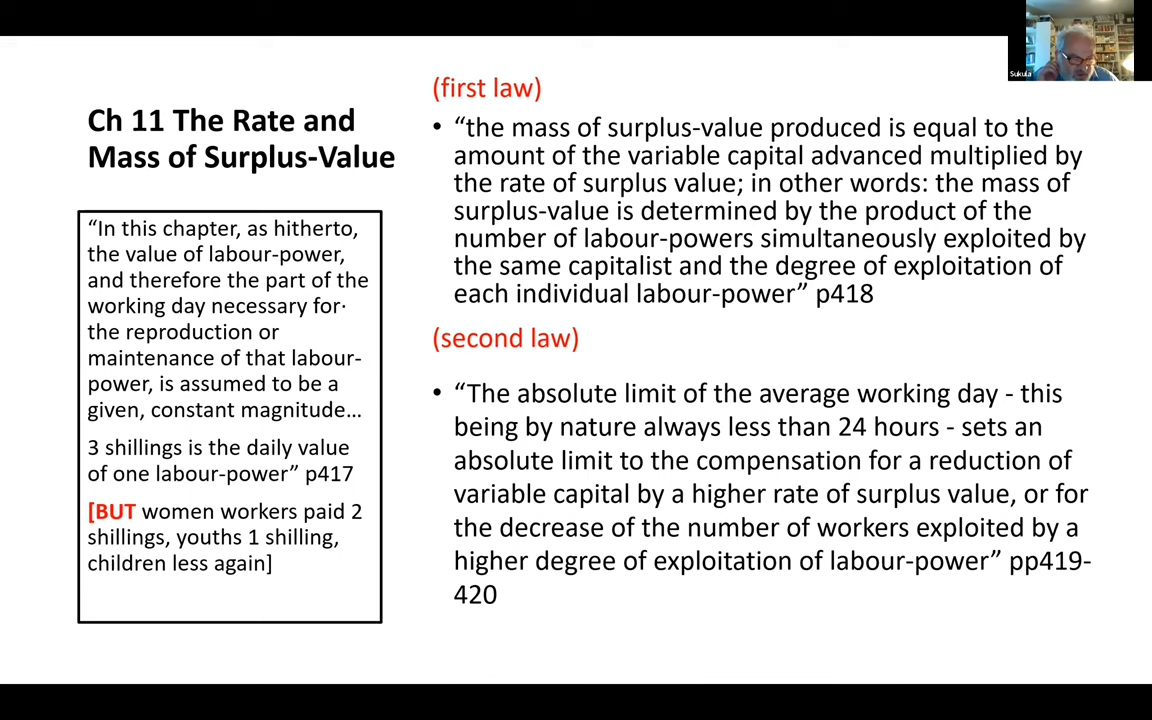 Sukula
Ch 11 The Rate and
Mass of Surplus-Value
“In this chapter, as hitherto,
the value of labour-power,
and therefore the part of the
working day necessary for·
the reproduction or
maintenance of that labour-
power, is assumed to be a
given, constant magnitude…
3 shillings is the daily value
of one labour-power” p417
[BUT women workers paid 2
shillings, youths 1 shilling,
children less again]
(first law)
• “the mass of surplus-value produced is equal to the
amount of the variable capital advanced multiplied by
the rate of surplus value; in other words: the mass of
surplus-value is determined by the product of the
number of labour-powers simultaneously exploited by
the same capitalist and the degree of exploitation of
each individual labour-power” p418
(second law)
• “The absolute limit of the average working day - this
being by nature always less than 24 hours - sets an
absolute limit to the compensation for a reduction of
variable capital by a higher rate of surplus value, or for
the decrease of the number of workers exploited by a
higher degree of exploitation of labour-power” pp419-
420